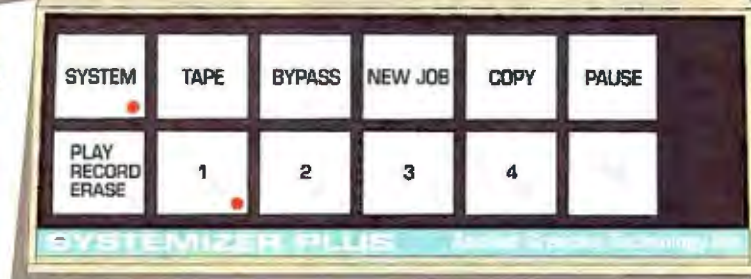 SYSTEM TAPE BYPASS NEW JOB COPY PAUSE
PLAY
RECORD
ERASE
1 2 3 4
SYSTEMIZER PLUS